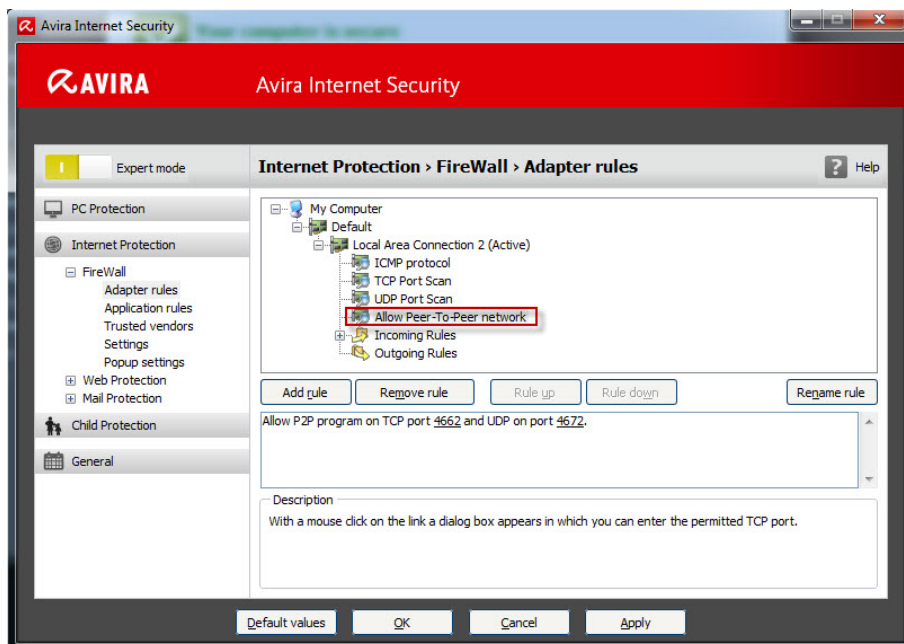 Avira Internet Security
Your computer is secure
AVIRA
Avira Internet Security
Expert mode
Internet Protection › FireWall › Adapter rules
? Help
PC Protection
Internet Protection
FireWall
Adapter rules
Application rules
Trusted vendors
Settings
Popup settings
Web Protection
Mail Protection
Child Protection
General
My Computer
Default
Local Area Connection 2 (Active)
ICMP protocol
TCP Port Scan
UDP Port Scan
Allow Peer-To-Peer network
Incoming Rules
Outgoing Rules
Add rule
Remove rule
Rule up
Rule down
Rename rule
Allow P2P program on TCP port 4662 and UDP on port 4672.
Description
With a mouse click on the link a dialog box appears in which you can enter the permitted TCP port.
Default values
OK
Cancel
Apply